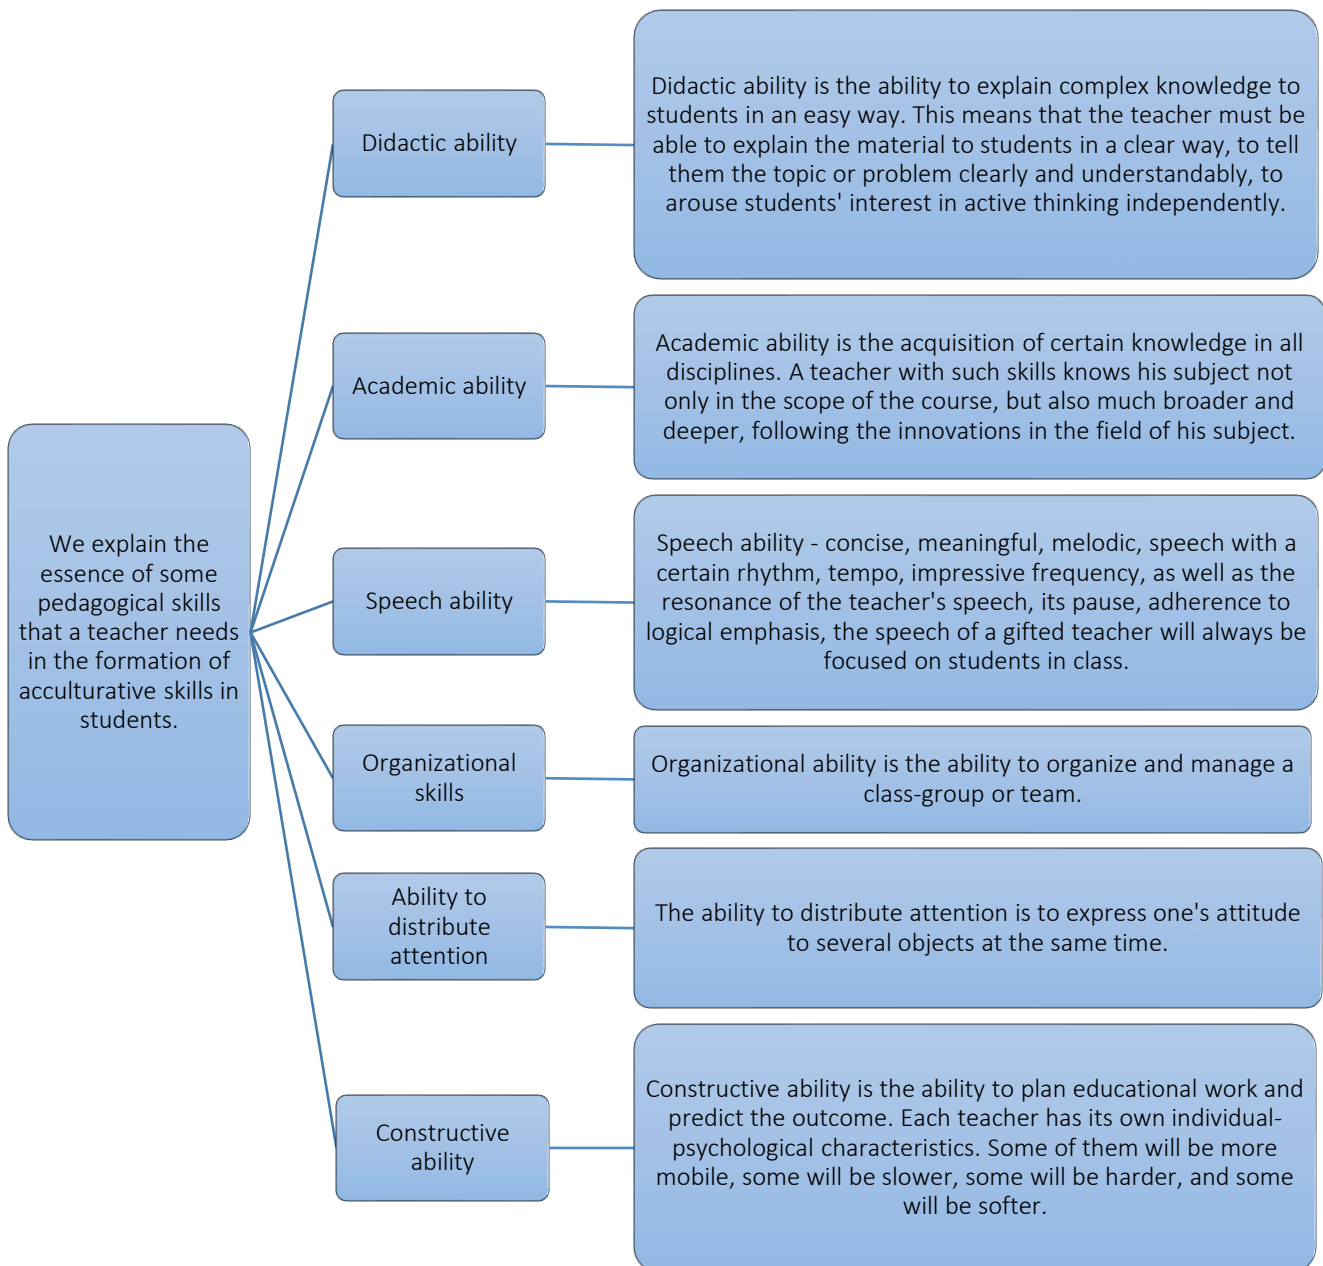 We explain the
essence of some
pedagogical skills
that a teacher needs
in the formation of
acculturative skills in
students.
Didactic ability
Didactic ability is the ability to explain complex knowledge to
students in an easy way. This means that the teacher must be
able to explain the material to students in a clear way, to tell
them the topic or problem clearly and understandably, to
arouse students' interest in active thinking independently.
Academic ability
Academic ability is the acquisition of certain knowledge in all
disciplines. A teacher with such skills knows his subject not
only in the scope of the course, but also much broader and
deeper, following the innovations in the field of his subject.
Speech ability
Speech ability - concise, meaningful, melodic, speech with a
certain rhythm, tempo, impressive frequency, as well as the
resonance of the teacher's speech, its pause, adherence to
logical emphasis, the speech of a gifted teacher will always be
focused on students in class.
Organizational
skills
Organizational ability is the ability to organize and manage a
class-group or team.
Ability to
distribute
attention
The ability to distribute attention is to express one's attitude
to several objects at the same time.
Constructive
ability
Constructive ability is the ability to plan educational work and
predict the outcome. Each teacher has its own individual-
psychological characteristics. Some of them will be more
mobile, some will be slower, some will be harder, and some
will be softer.